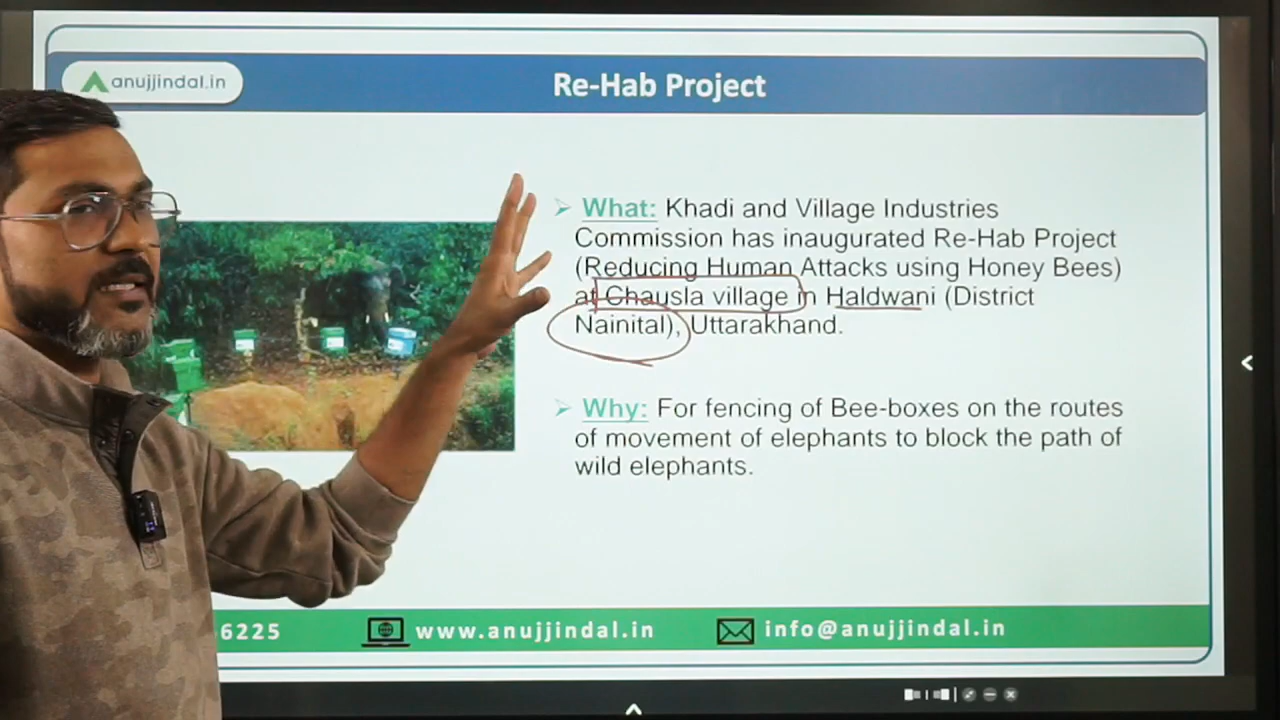 anujjindal.in
Re-Hab Project
What: Khadi and Village Industries
Commission has inaugurated Re-Hab Project
(Reducing Human Attacks using Honey Bees)
at Chausla village in Haldwani (District
Nainital), Uttarakhand.
Why: For fencing of Bee-boxes on the routes
of movement of elephants to block the path of
wild elephants.
6225
www.anujjindal.in
info@anujjindal.in